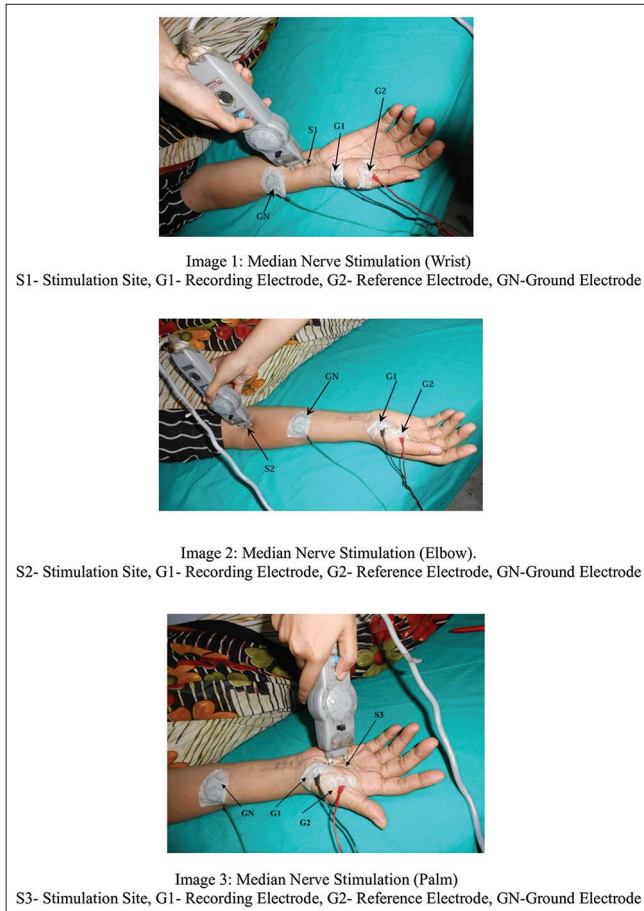 S1
G1
G2
GN
Image 1: Median Nerve Stimulation (Wrist)
S1- Stimulation Site, G1- Recording Electrode, G2- Reference Electrode, GN-Ground Electrode
GN
G1
G2
S2
Image 2: Median Nerve Stimulation (Elbow).
S2- Stimulation Site, G1- Recording Electrode, G2- Reference Electrode, GN-Ground Electrode
S3
GN
G1
G2
Image 3: Median Nerve Stimulation (Palm)
S3- Stimulation Site, G1- Recording Electrode, G2- Reference Electrode, GN-Ground Electrode